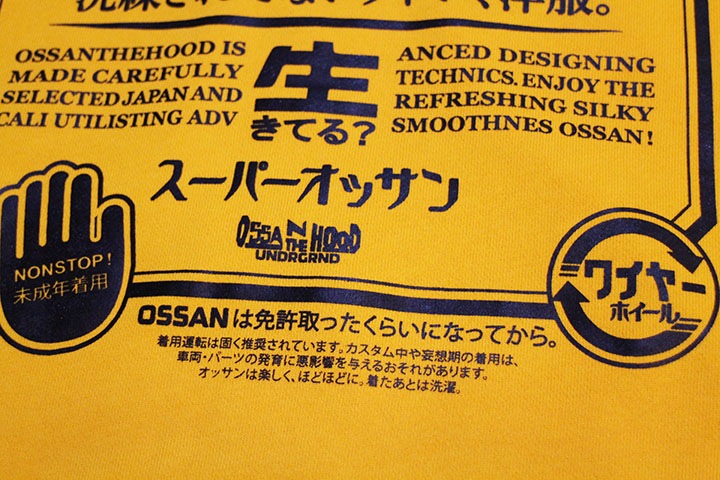 OSSANTHEHOOD IS
MADE CAREFULLY
SELECTED JAPAN AND
CALI UTILISTING ADV
生
きてる?
ANCED DESIGNING
TECHNICS. ENJOY THE
REFRESHING SILKY
SMOOTHNES OSSAN!
スーパーオッサン
OSSAN
IN THE HOOD
UNDRGRND
NONSTOP!
未成年着用
ワイヤー
ホイール
OSSANは免許取ったくらいになってから。
着用運転は固く推奨されています。カスタム中や妄想期の着用は、
車両・パーツの発育に悪影響を与えるおそれがあります。
オッサンは楽しく、ほどほどに。着たあとは洗濯。